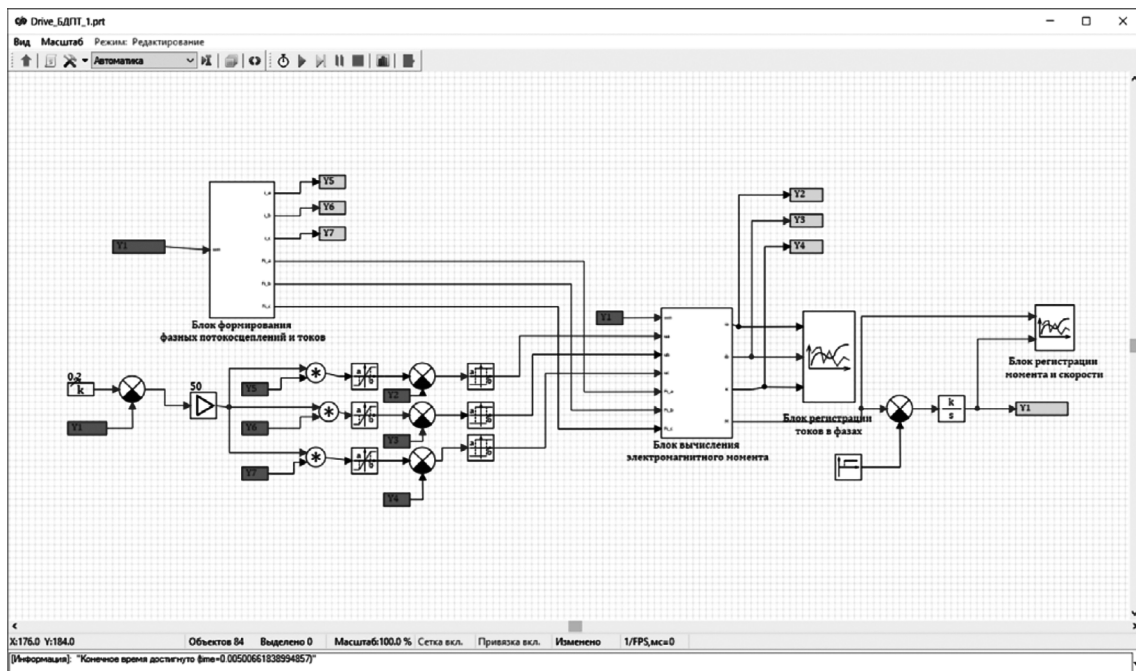 Drive_БДПТ_1.prt
Вид Масштаб Режим: Редактирование
Автоматика
Y5
Y6
Y7
Y1
Блок формирования
фазных потокосцеплений и токов
Y2
Y3
Y4
Y1
Блок регистрации
момента и скорости
Блок регистрации
токов в фазах
Блок вычисления
электромагнитного момента
k
s
Y1
0.2
k
50
Y1
Y5
Y2
Y6
Y3
Y7
Y4
X:176.0 Y:184.0 Объектов 84 Выделено 0 Масштаб:100.0 % Сетка вкл. Привязка вкл. Изменено 1/FPS,мс=0
[Информация]: "Конечное время достигнуто (time=0.00500661838994857)"